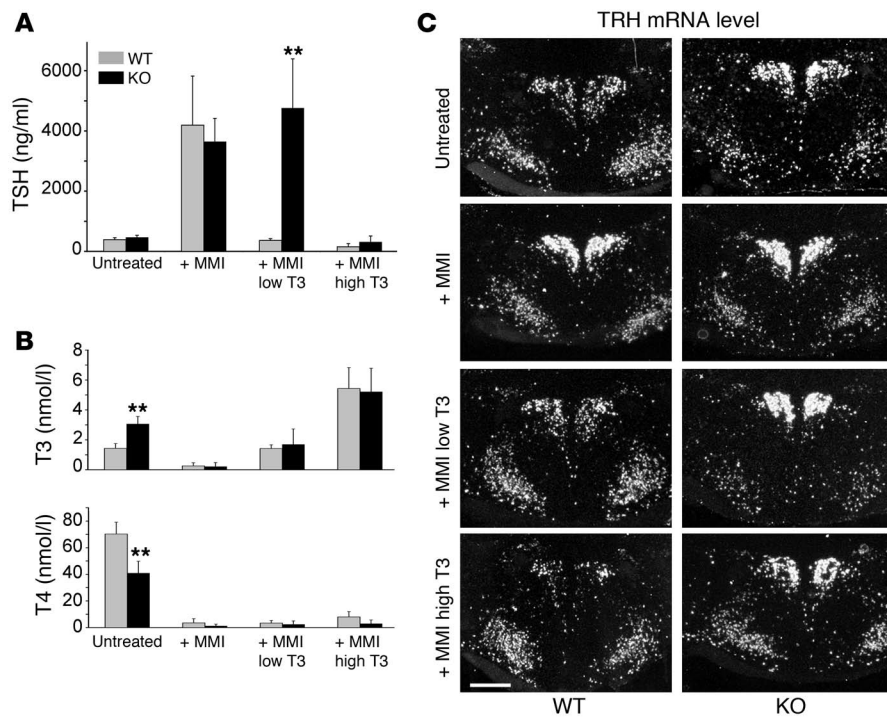 A
WT
KO
TSH (ng/ml)
6000
4000
2000
0
**
Untreated
+ MMI
+ MMI
low T3
+ MMI
high T3
B
T3 (nmol/l)
8
6
4
2
0
**
T4 (nmol/l)
80
60
40
20
0
**
Untreated
+ MMI
+ MMI
low T3
+ MMI
high T3
C
TRH mRNA level
Untreated
+ MMI
+ MMI low T3
+ MMI high T3
WT
KO